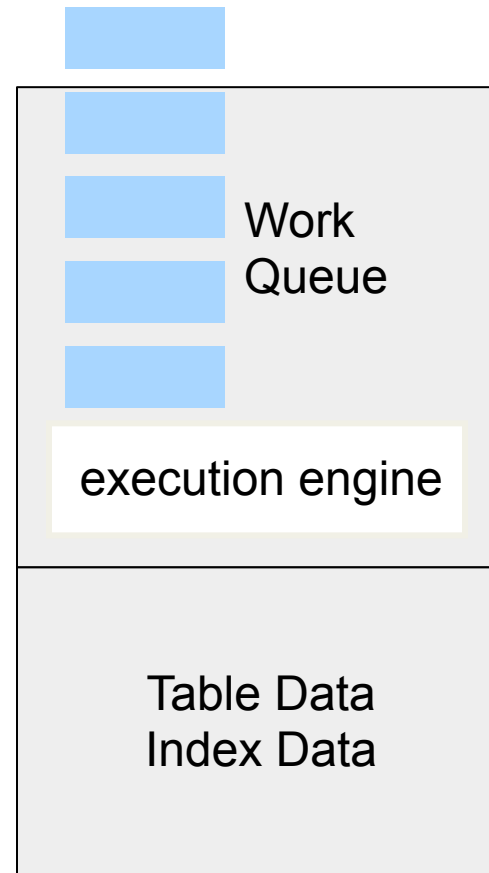 Work
Queue
execution engine
Table Data
Index Data